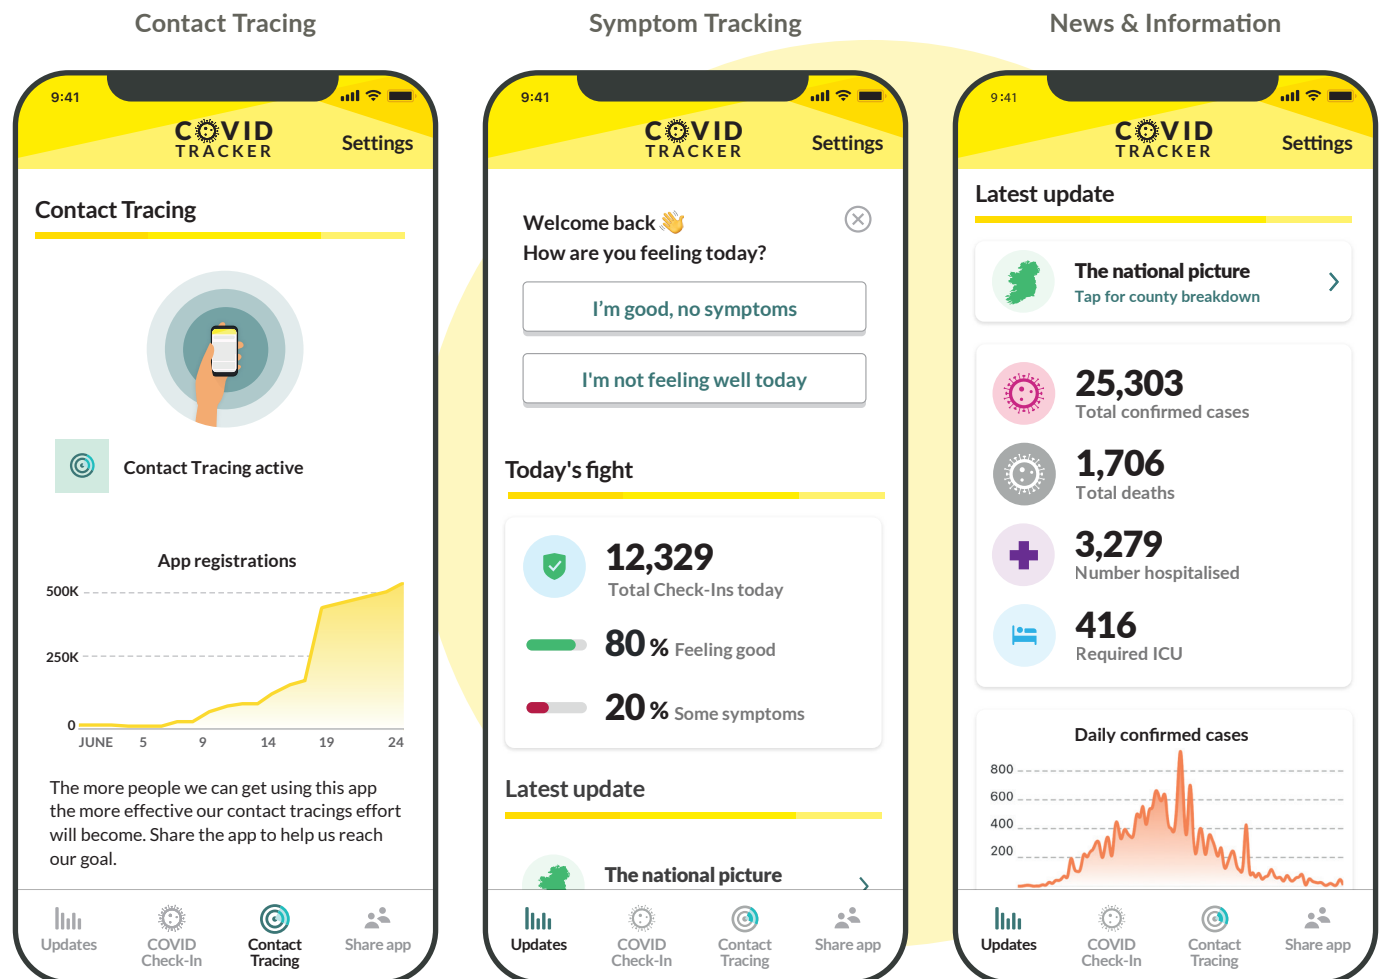 Contact Tracing
9:41
COVID
TRACKER
Settings
Contact Tracing
Contact Tracing active
App registrations
500K
250K
0
JUNE 5 9 14 19 24
The more people we can get using this app
the more effective our contact tracings effort
will become. Share the app to help us reach
our goal.
Updates
COVID
Check-In
Contact
Tracing
Share app
Symptom Tracking
9:41
COVID
TRACKER
Settings
Welcome back 👋
How are you feeling today?
I’m good, no symptoms
I'm not feeling well today
Today's fight
12,329
Total Check-Ins today
80 % Feeling good
20 % Some symptoms
Latest update
The national picture
Updates
COVID
Check-In
Contact
Tracing
Share app
News & Information
9:41
COVID
TRACKER
Settings
Latest update
The national picture
Tap for county breakdown
25,303
Total confirmed cases
1,706
Total deaths
3,279
Number hospitalised
416
Required ICU
Daily confirmed cases
800
600
400
200
Updates
COVID
Check-In
Contact
Tracing
Share app